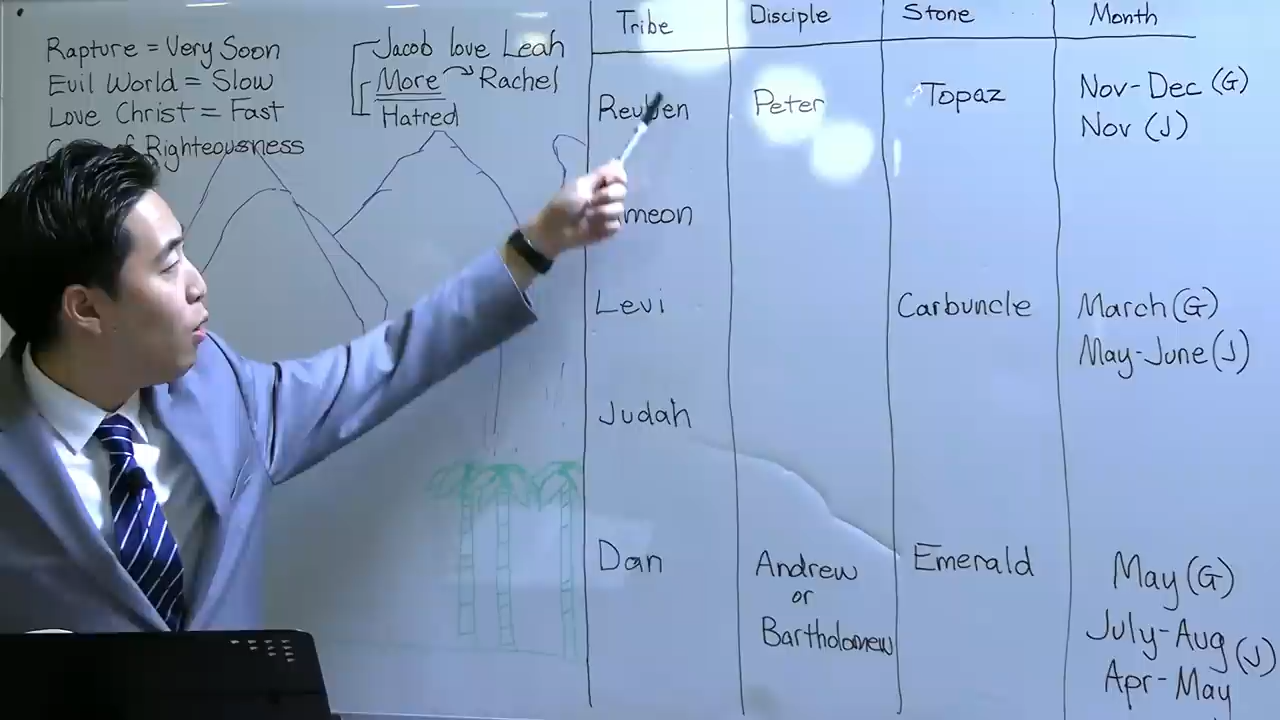 Rapture = Very Soon
Evil World = Slow
Love Christ = Fast
Righteousness
Jacob love Leah
More Rachel
Hatred
Tribe Disciple Stone Month
Reuben Peter Topaz Nov-Dec (G)
Nov (J)
Levi Carbuncle March (G)
May-June (J)
Judah
Dan Andrew Emerald May (G)
or
Bartholomew July-Aug (J)
Apr-May